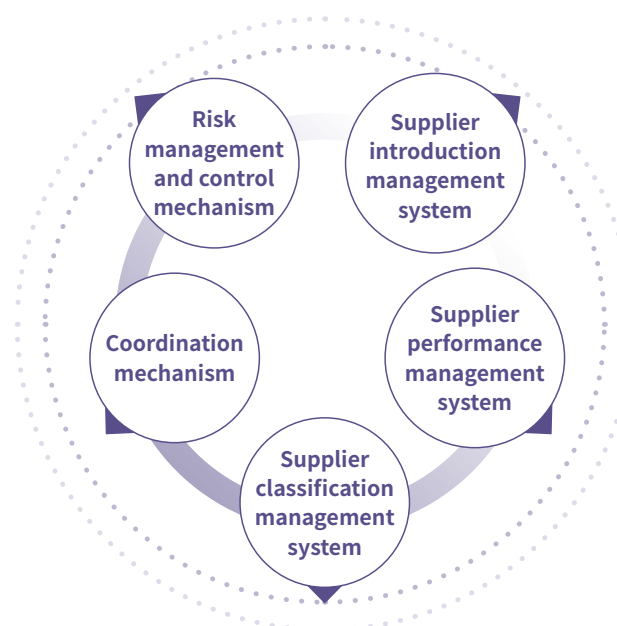 Risk
management
and control
mechanism
Supplier
introduction
management
system
Coordination
mechanism
Supplier
performance
management
system
Supplier
classification
management
system